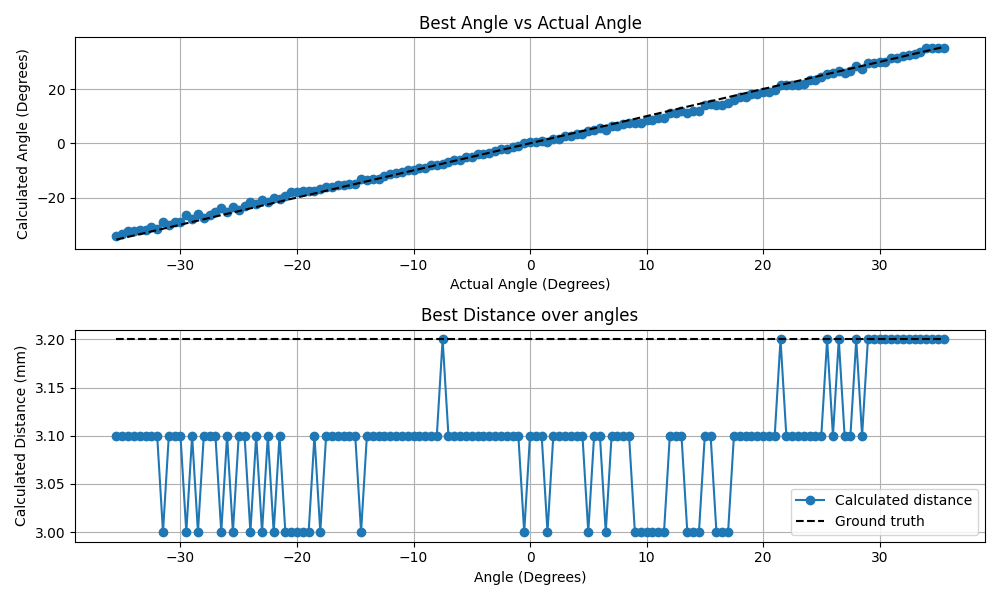 Best Angle vs Actual Angle
Calculated Angle (Degrees)
20
0
−20
−30
−20
−10
0
10
20
30
Actual Angle (Degrees)
Best Distance over angles
Calculated Distance (mm)
3.20
3.15
3.10
3.05
3.00
Calculated distance
Ground truth
−30
−20
−10
0
10
20
30
Angle (Degrees)